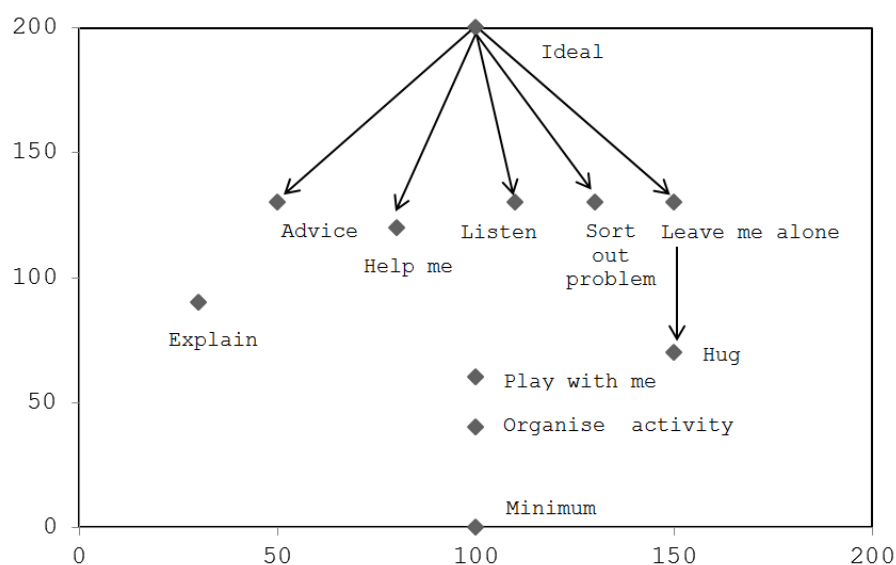 200
Ideal
150
Advice
Listen
Sort
out
problem
Leave me alone
Help me
100
Explain
Hug
Play with me
50
Organise activity
Minimum
0
0
50
100
150
200